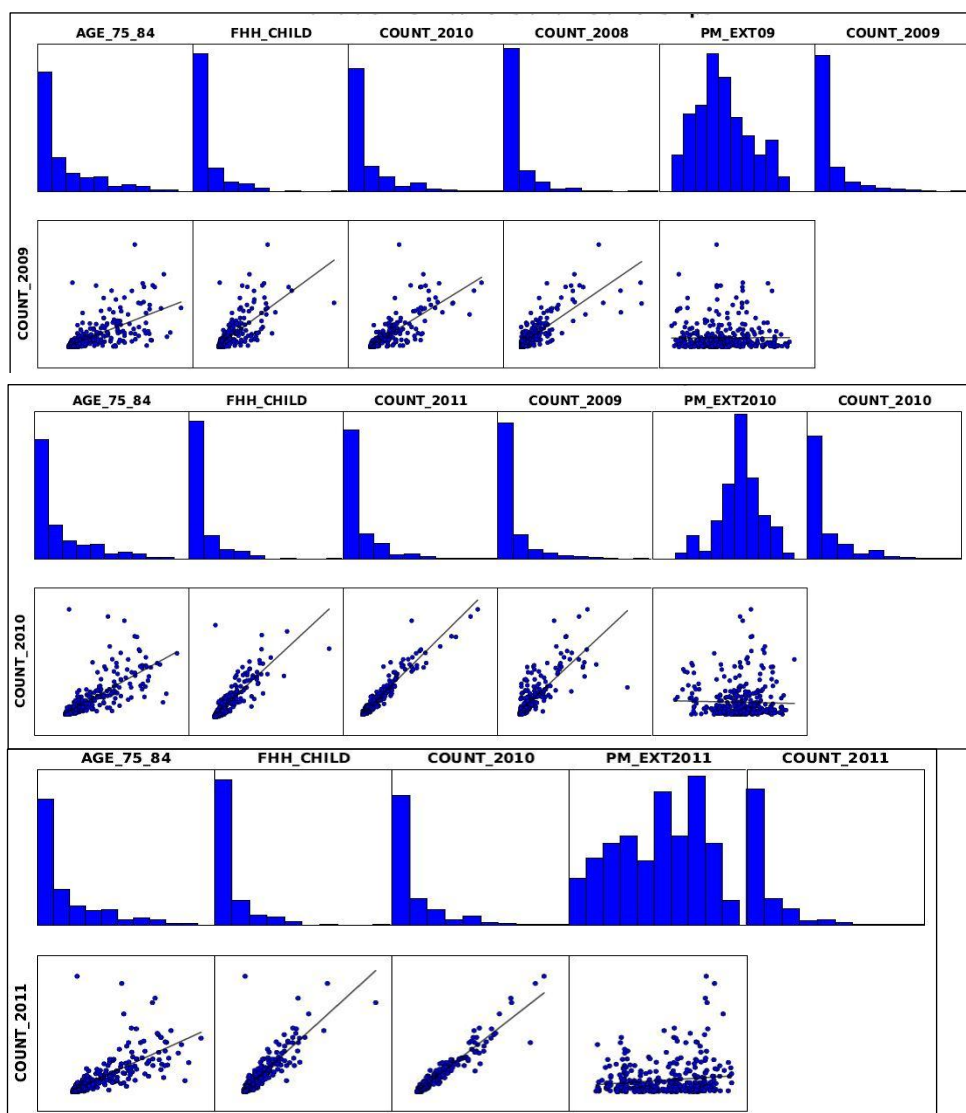 AGE_75_84 FHH_CHILD COUNT_2010 COUNT_2008 PM_EXT09 COUNT_2009
COUNT_2009
AGE_75_84 FHH_CHILD COUNT_2011 COUNT_2009 PM_EXT2010 COUNT_2010
COUNT_2010
AGE_75_84 FHH_CHILD COUNT_2010 PM_EXT2011 COUNT_2011
COUNT_2011